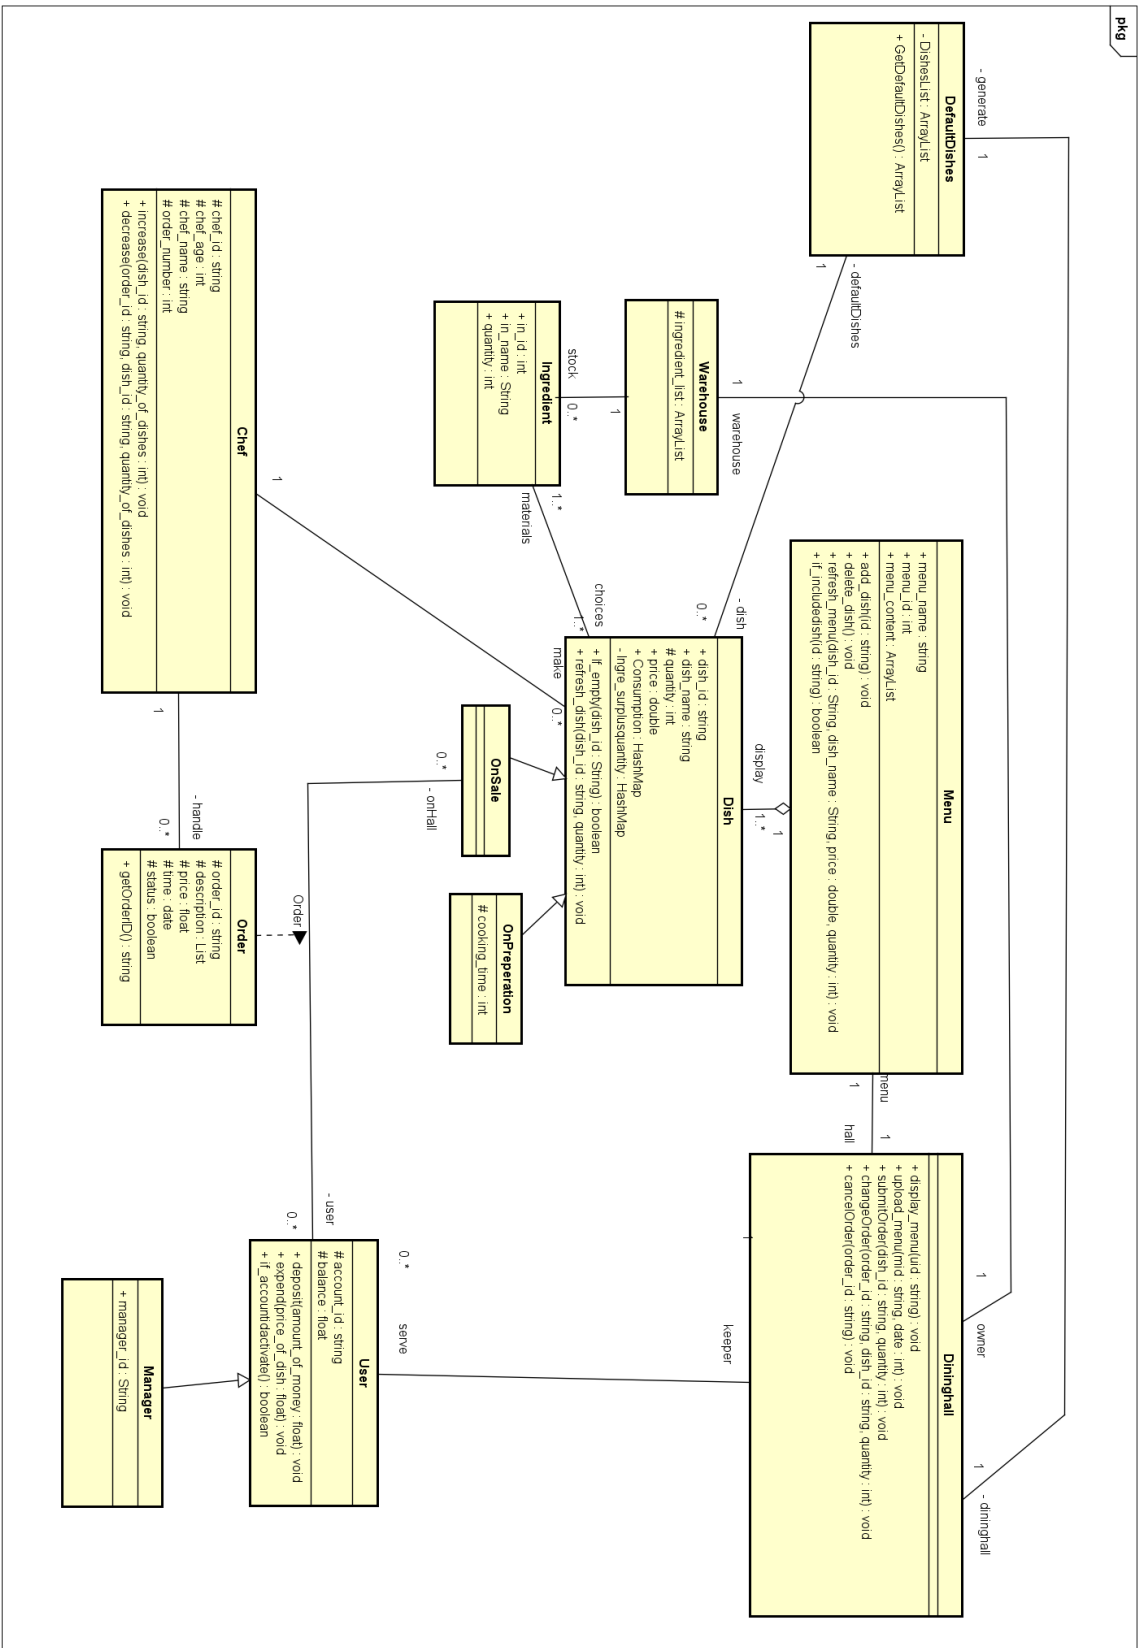 pkg
DefaultDishes
- DishesList : ArrayList
+ GetDefaultDishes() : ArrayList
- generate
1
1
- defaultDishes
Warehouse
# ingredient_list : ArrayList
1
warehouse
1
Ingredient
+ in_id : int
+ in_name : String
+ quantity : int
stock
0..*
1..*
materials
Chef
# chef_id : string
# chef_age : int
# chef_name : string
# order_number : int
+ increase(dish_id : string, quantity_of_dishes : int) : void
+ decrease(order_id : string, dish_id : string, quantity_of_dishes : int) : void
1
1
Menu
+ menu_name : string
+ menu_id : int
+ menu_content : ArrayList
+ add_dish(id : string) : void
+ delete_dish() : void
+ refresh_menu(dish_id : String, dish_name : String, price : double, quantity : int) : void
+ if_includedish(id : string) : boolean
display
1
1..*
menu
1
Dish
+ dish_id : string
+ dish_name : string
# quantity : int
+ price : double
+ Consumption : HashMap
- Ingre_surplusquantity : HashMap
+ If_empty(dish_id : String) : boolean
+ refresh_dish(dish_id : string, quantity : int) : void
- dish
0..*
choices
1..*
make
0..*
OnSale
0..*
- onHall
OnPreperation
# cooking_time : int
Order
# order_id : string
# description : List
# price : float
# time : date
# status : boolean
+ getOrderID() : string
- handle
0..*
Order
Dininghall
+ display_menu(uid : string) : void
+ upload_menu(mid : string, date : int) : void
+ submitOrder(dish_id : string, quantity : int) : void
+ changeOrder(order_id : string, dish_id : string, quantity : int) : void
+ cancelOrder(order_id : string) : void
hall
1
1
owner
1
- dininghall
1
keeper
User
# account_id : string
# balance : float
+ deposit(amount_of_money : float) : void
+ expend(price_of_dish : float) : void
+ if_accountidactivate() : boolean
- user
0..*
0..*
serve
Manager
+ manager_id : String